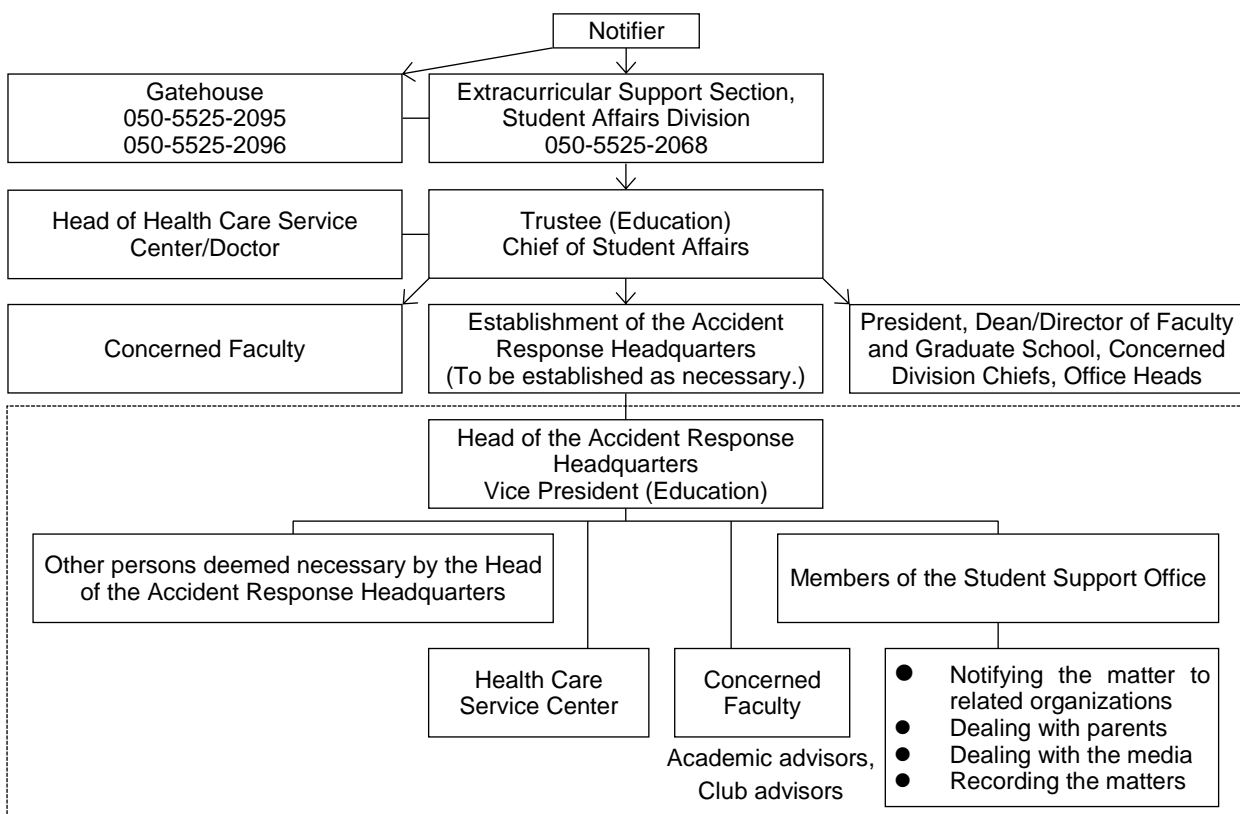 Notifier
Gatehouse
050-5525-2095
050-5525-2096
Extracurricular Support Section,
Student Affairs Division
050-5525-2068
Head of Health Care Service
Center/Doctor
Trustee (Education)
Chief of Student Affairs
Concerned Faculty
Establishment of the Accident
Response Headquarters
(To be established as necessary.)
President, Dean/Director of Faculty
and Graduate School, Concerned
Division Chiefs, Office Heads
Head of the Accident Response
Headquarters
Vice President (Education)
Other persons deemed necessary by the Head
of the Accident Response Headquarters
Members of the Student Support Office
Health Care
Service Center
Concerned
Faculty
Academic advisors,
Club advisors
● Notifying the matter to
related organizations
● Dealing with parents
● Dealing with the media
● Recording the matters